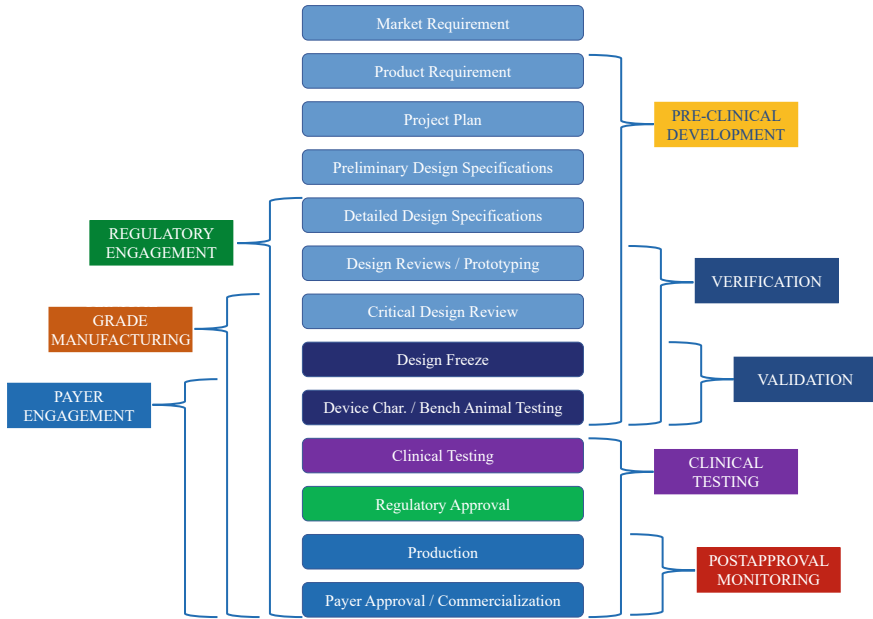 Market Requirement
Product Requirement
Project Plan
Preliminary Design Specifications
Detailed Design Specifications
Design Reviews / Prototyping
Critical Design Review
Design Freeze
Device Char. / Bench Animal Testing
Clinical Testing
Regulatory Approval
Production
Payer Approval / Commercialization
REGULATORY
ENGAGEMENT
GRADE
MANUFACTURING
PAYER
ENGAGEMENT
PRE-CLINICAL
DEVELOPMENT
VERIFICATION
VALIDATION
CLINICAL
TESTING
POSTAPPROVAL
MONITORING